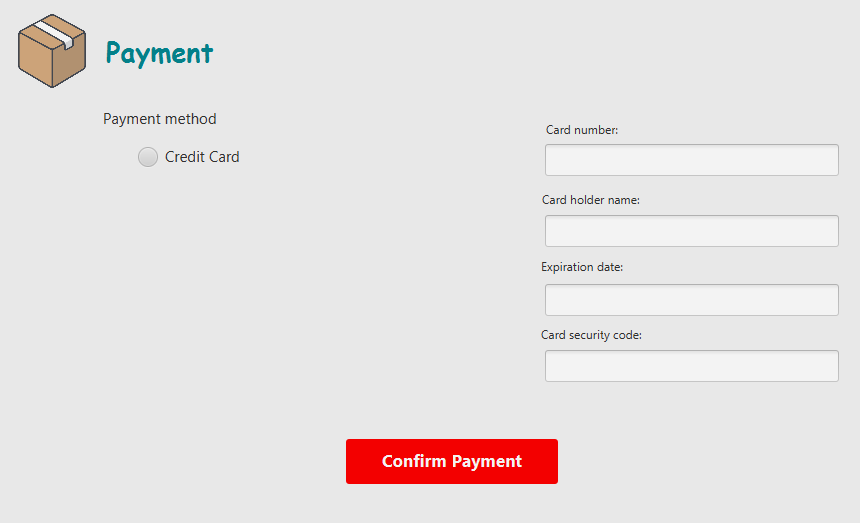 Payment
Payment method
Credit Card
Card number:
Card holder name:
Expiration date:
Card security code:
Confirm Payment